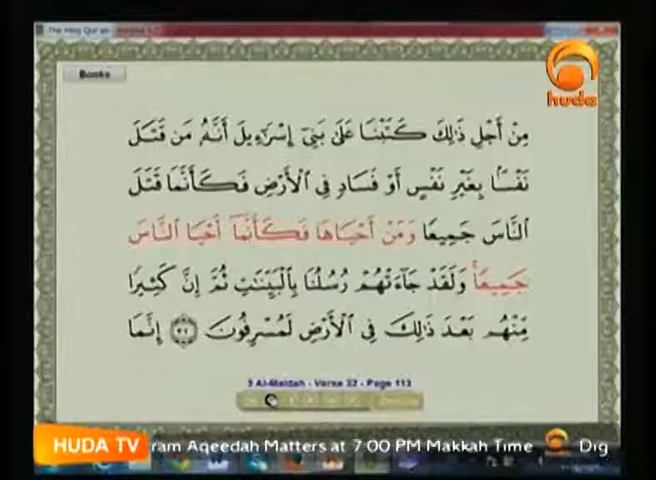 The Holy Qur'an
Books
huda
مِنْ أَجْلِ ذَٰلِكَ كَتَبْنَا عَلَىٰ بَنِىٓ إِسْرَٰٓءِيلَ أَنَّهُۥ مَن قَتَلَ
نَفْسًۢا بِغَيْرِ نَفْسٍ أَوْ فَسَادٍ فِى ٱلْأَرْضِ فَكَأَنَّمَا قَتَلَ
ٱلنَّاسَ جَمِيعًا وَمَنْ أَحْيَاهَا فَكَأَنَّمَآ أَحْيَا ٱلنَّاسَ
جَمِيعًا ۚ وَلَقَدْ جَآءَتْهُمْ رُسُلُنَا بِٱلْبَيِّنَٰتِ ثُمَّ إِنَّ كَثِيرًا
مِّنْهُم بَعْدَ ذَٰلِكَ فِى ٱلْأَرْضِ لَمُسْرِفُونَ ٣٢ إِنَّمَا
Al-Maidah - Verse 32 - Page 113
HUDA TV ram Aqeedah Matters at 7:00 PM Makkah Time Dig